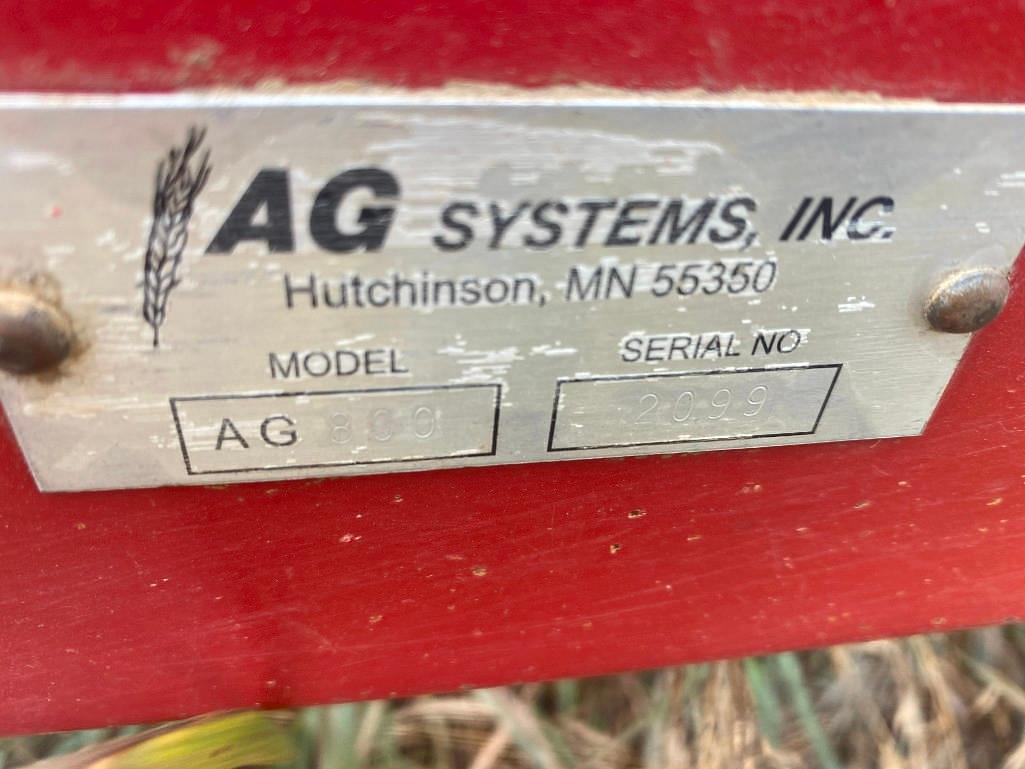 AG SYSTEMS, INC.
Hutchinson, MN 55350
MODEL
AG 800
SERIAL NO
2099